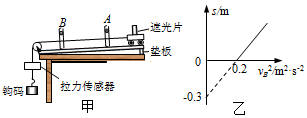 B A 遮光片
垫板
钩码 拉力传感器
甲
s/m
0 0.2 v_B²/m²·s⁻²
-0.3
乙